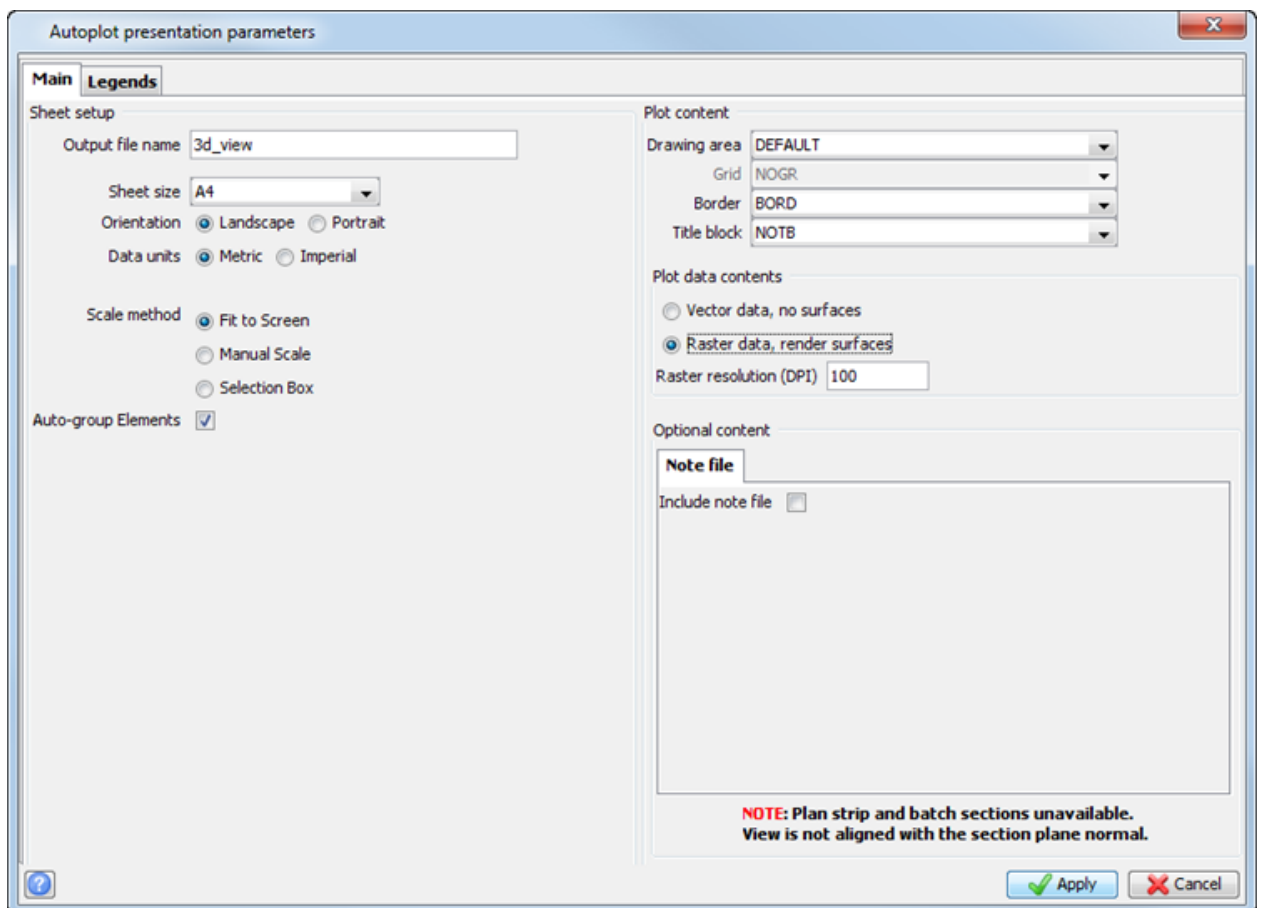 Autoplot presentation parameters
Main Legends
Sheet setup
Output file name 3d_view
Sheet size A4
Orientation Landscape Portrait
Data units Metric Imperial
Scale method Fit to Screen
Manual Scale
Selection Box
Auto-group Elements
Plot content
Drawing area DEFAULT
Grid NOGR
Border BORD
Title block NOTB
Plot data contents
Vector data, no surfaces
Raster data, render surfaces
Raster resolution (DPI) 100
Optional content
Note file
Include note file
NOTE: Plan strip and batch sections unavailable.
View is not aligned with the section plane normal.
Apply Cancel